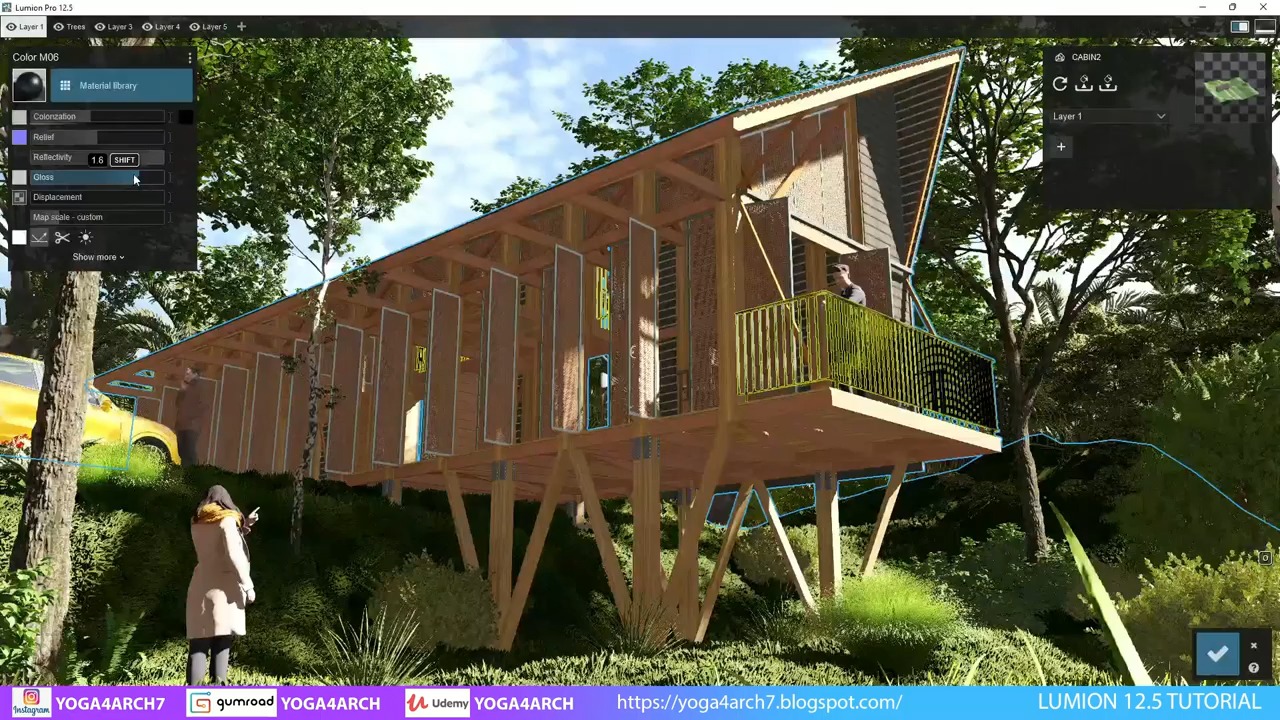 Lumion Pro 12.5
Layer 1
Trees
Layer 3
Layer 4
Layer 5
Color M06
Material library
Colorization
Relief
Reflectivity
1.6
SHIFT
Gloss
Displacement
Map scale - custom
Show more
CABIN2
Layer 1
Instagram
YOGA4ARCH7
gumroad
YOGA4ARCH
Udemy
YOGA4ARCH
https://yoga4arch7.blogspot.com/
LUMION 12.5 TUTORIAL